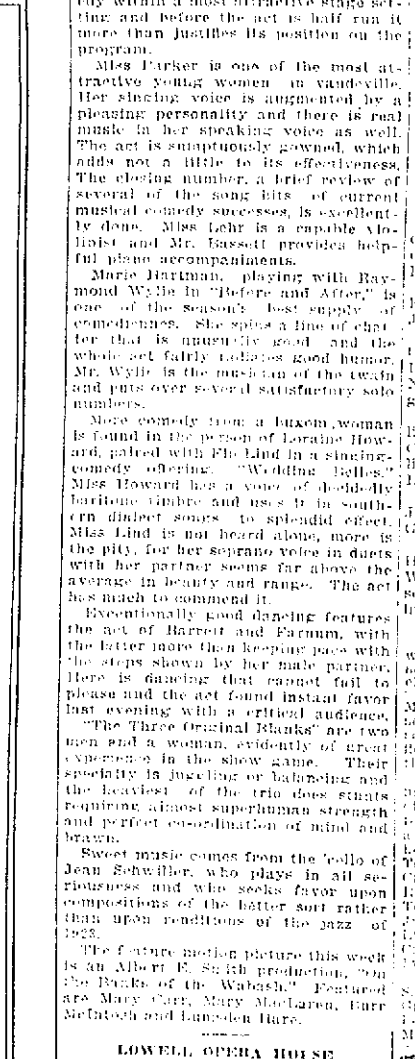 edy within a most attractive stage set-
ting and before the act is half run it
more than justifies its position on the
program.
Miss Parker is one of the most at-
tractive young women in vaudeville.
Her singing voice is augmented by a
pleasing personality and there is real
music in her speaking voice as well.
The act is sumptuously gowned, which
adds not a little to its effectiveness.
The closing number, a brief review of
several of the song hits of current
musical comedy successes, is excellent-
ly done. Miss Lehr is a capable vio-
linist and Mr. Bassett provides help-
ful piano accompaniments.
Marie Hartman, playing with Ray-
mond Wylie in "Before and After," is
one of the season's best supply of
comediennes. She spins a line of chat-
ter that is unusually good and the
whole act fairly radiates good humor.
Mr. Wylie is the musician of the twain
and puts over several satisfactory solo
numbers.
More comedy from a buxom woman
is found in the person of Loraine How-
ard, paired with Flo Lind in a singing-
comedy offering, "Wedding Belles."
Miss Howard has a voice of decidedly
baritone timbre and uses it in south-
ern dialect songs to splendid effect.
Miss Lind is not heard alone, more is
the pity, for her soprano voice in duets
with her partner seems far above the
average in beauty and range. The act
has much to commend it.
Exceptionally good dancing features
the act of Barrett and Farnum, with
the latter more than keeping pace with
the steps shown by her male partner.
Here is dancing that cannot fail to
please and the act found instant favor
last evening with a critical audience.
"The Three Original Blanks" are two
men and a woman, evidently of great
experience in the show game. Their
specialty is juggling or balancing and
the heaviest of the trio does stunts
requiring almost superhuman strength
and perfect co-ordination of mind and
brawn.
Sweet music comes from the 'cello of
Jean Schwiller, who plays in all se-
riousness and who seeks favor upon
compositions of the better sort rather
than upon renditions of the jazz of
1923.
The feature motion picture this week
is an Albert E. Smith production, "On
the Banks of the Wabash." Featured
are Mary Carr, Mary MacLaren, Burr
McIntosh and Lumsden Hare.
LOWELL OPERA HOUSE